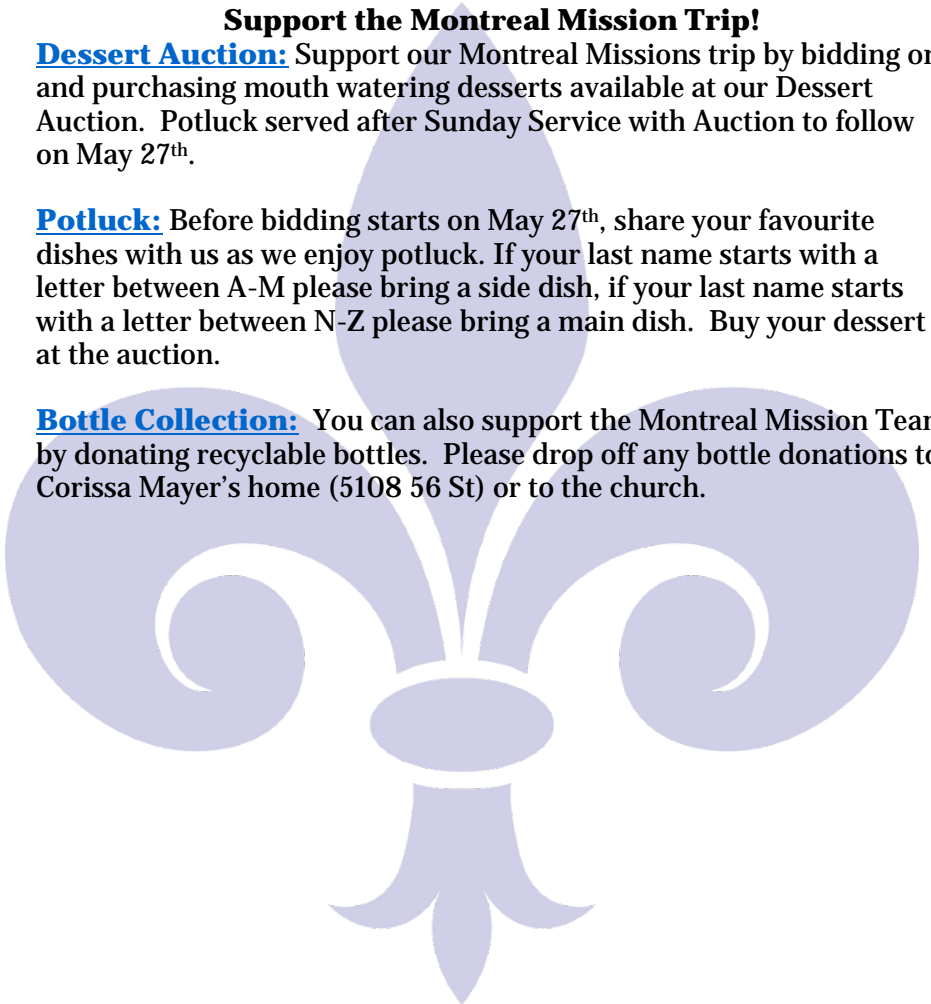 Support the Montreal Mission Trip!
Dessert Auction: Support our Montreal Missions trip by bidding on
and purchasing mouth watering desserts available at our Dessert
Auction.  Potluck served after Sunday Service with Auction to follow
on May 27th.
Potluck: Before bidding starts on May 27th, share your favourite
dishes with us as we enjoy potluck. If your last name starts with a
letter between A-M please bring a side dish, if your last name starts
with a letter between N-Z please bring a main dish.  Buy your dessert
at the auction.
Bottle Collection:  You can also support the Montreal Mission Team
by donating recyclable bottles.  Please drop off any bottle donations to
Corissa Mayer's home (5108 56 St) or to the church.